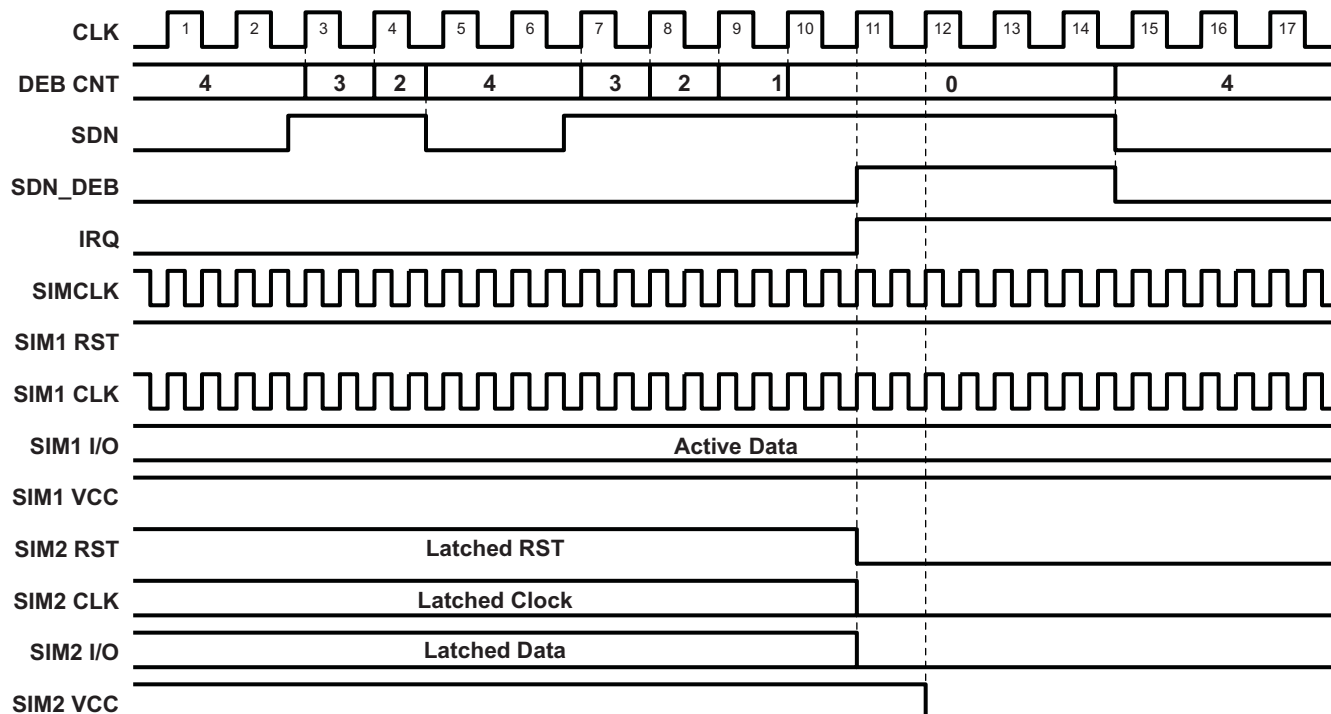 CLK 1 2 3 4 5 6 7 8 9 10 11 12 13 14 15 16 17
DEB CNT 4 3 2 4 3 2 1 0 4
SDN
SDN_DEB
IRQ
SIMCLK
SIM1 RST
SIM1 CLK
SIM1 I/O Active Data
SIM1 VCC
SIM2 RST Latched RST
SIM2 CLK Latched Clock
SIM2 I/O Latched Data
SIM2 VCC